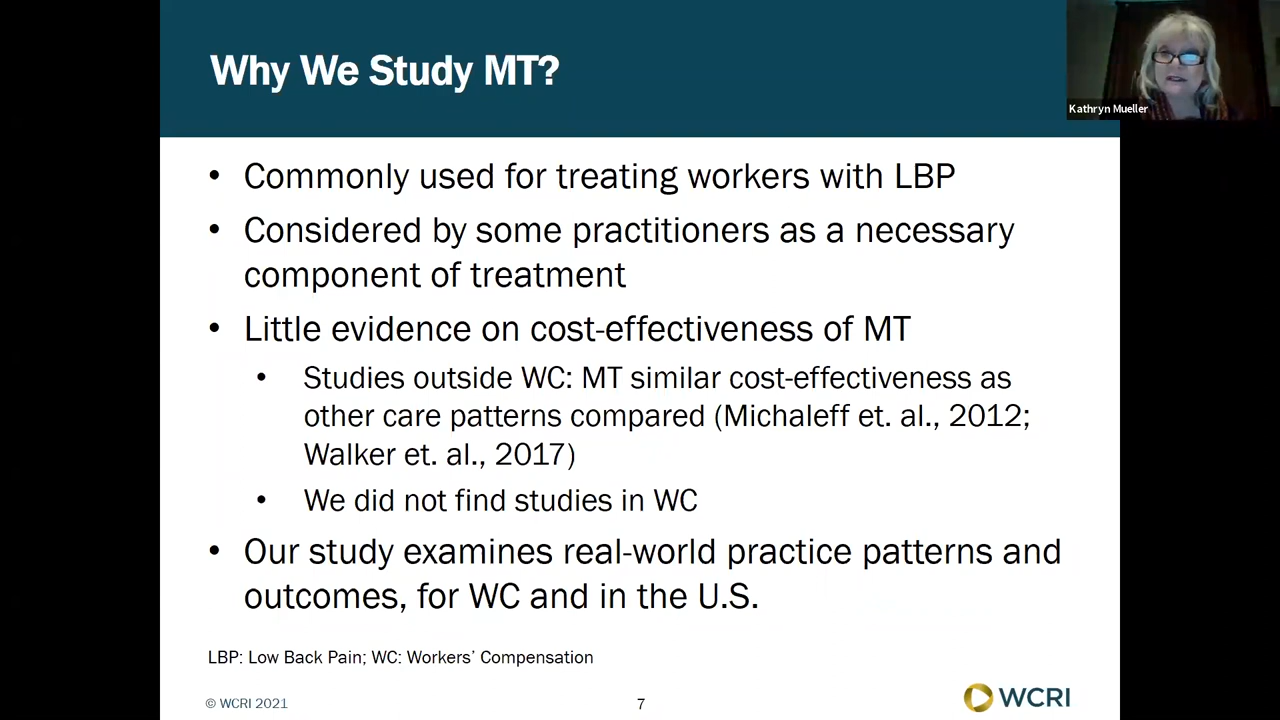 Why We Study MT?
Kathryn Mueller
• Commonly used for treating workers with LBP
• Considered by some practitioners as a necessary
component of treatment
• Little evidence on cost-effectiveness of MT
• Studies outside WC: MT similar cost-effectiveness as
other care patterns compared (Michaleff et. al., 2012;
Walker et. al., 2017)
• We did not find studies in WC
• Our study examines real-world practice patterns and
outcomes, for WC and in the U.S.
LBP: Low Back Pain; WC: Workers' Compensation
© WCRI 2021
7
WCRI